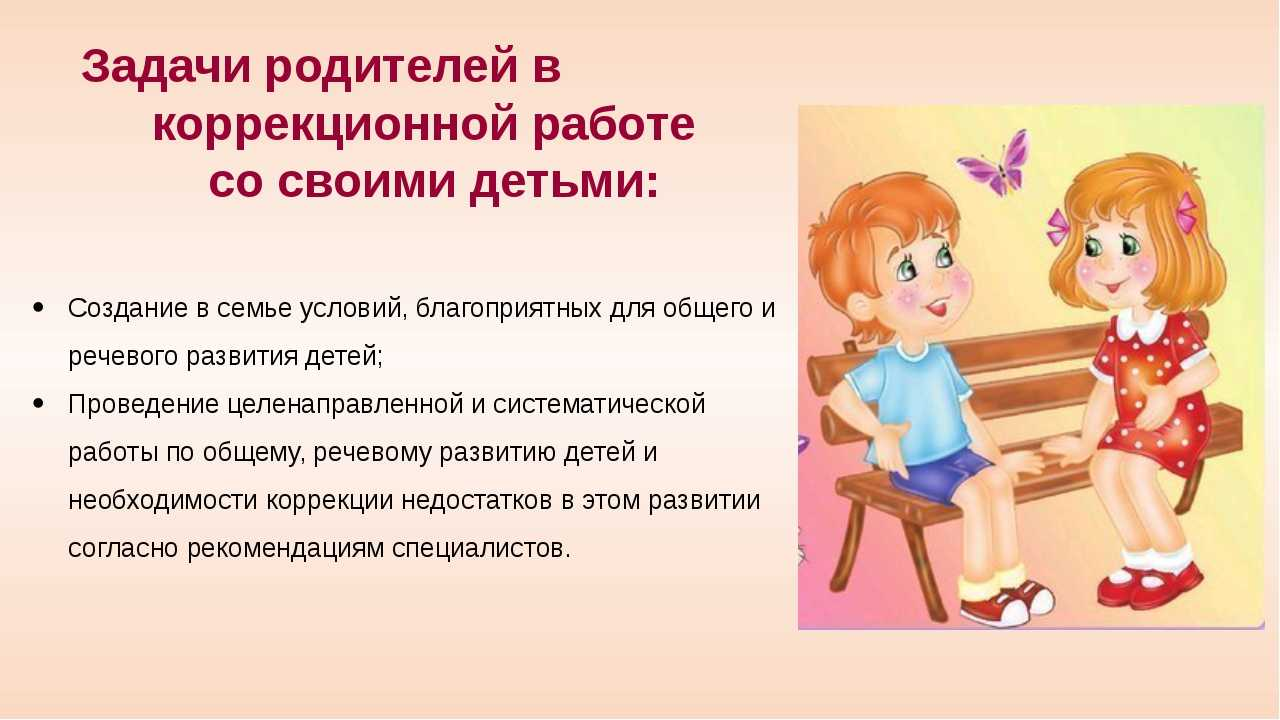 Задачи родителей в
коррекционной работе
со своими детьми:
• Создание в семье условий, благоприятных для общего и
речевого развития детей;
• Проведение целенаправленной и систематической
работы по общему, речевому развитию детей и
необходимости коррекции недостатков в этом развитии
согласно рекомендациям специалистов.